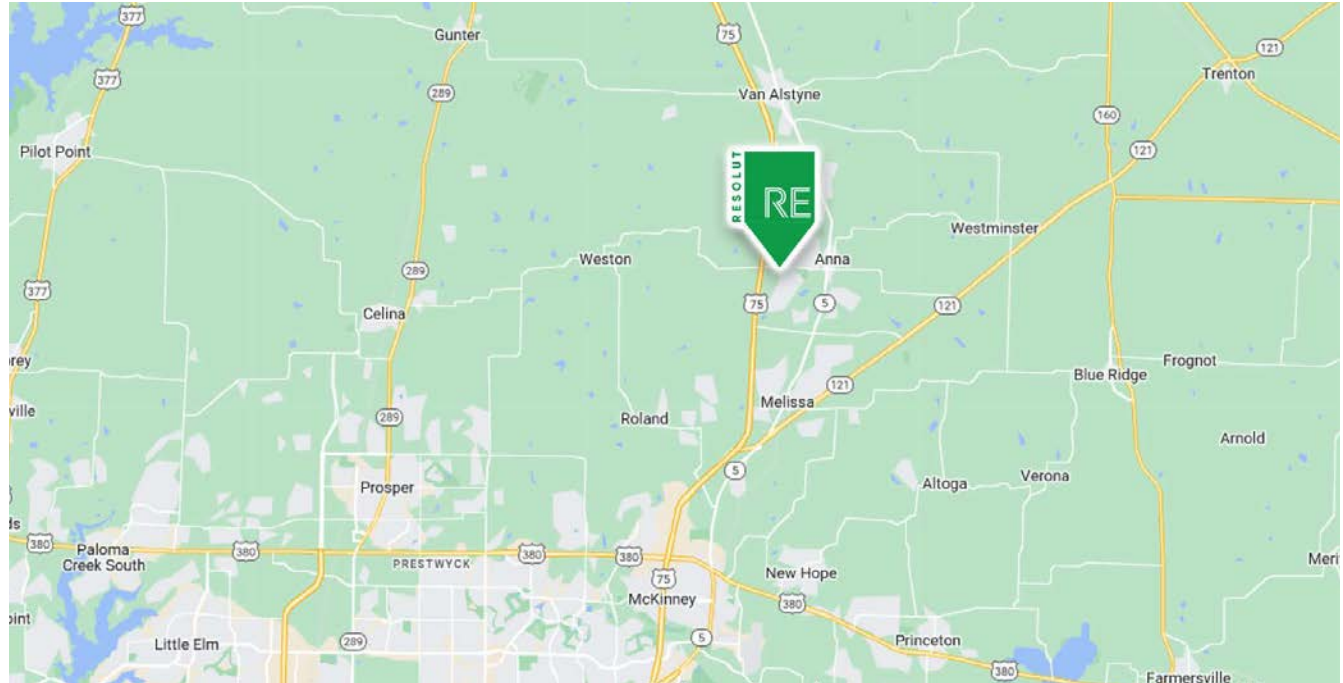 377
Gunter
75
121
Trenton
377
Van Alstyne
289
160
121
Pilot Point
RESOLUT
RE
Westminster
Weston
Anna
289
377
75
5
121
Celina
rey
Frognot
Blue Ridge
121
ville
Melissa
289
Roland
Arnold
5
Altoga
Verona
Prosper
ds
380
Paloma
Creek South
380
PRESTWYCK
380
380
Meri
75
New Hope
McKinney
380
oint
Little Elm
289
5
Princeton
380
Farmersville